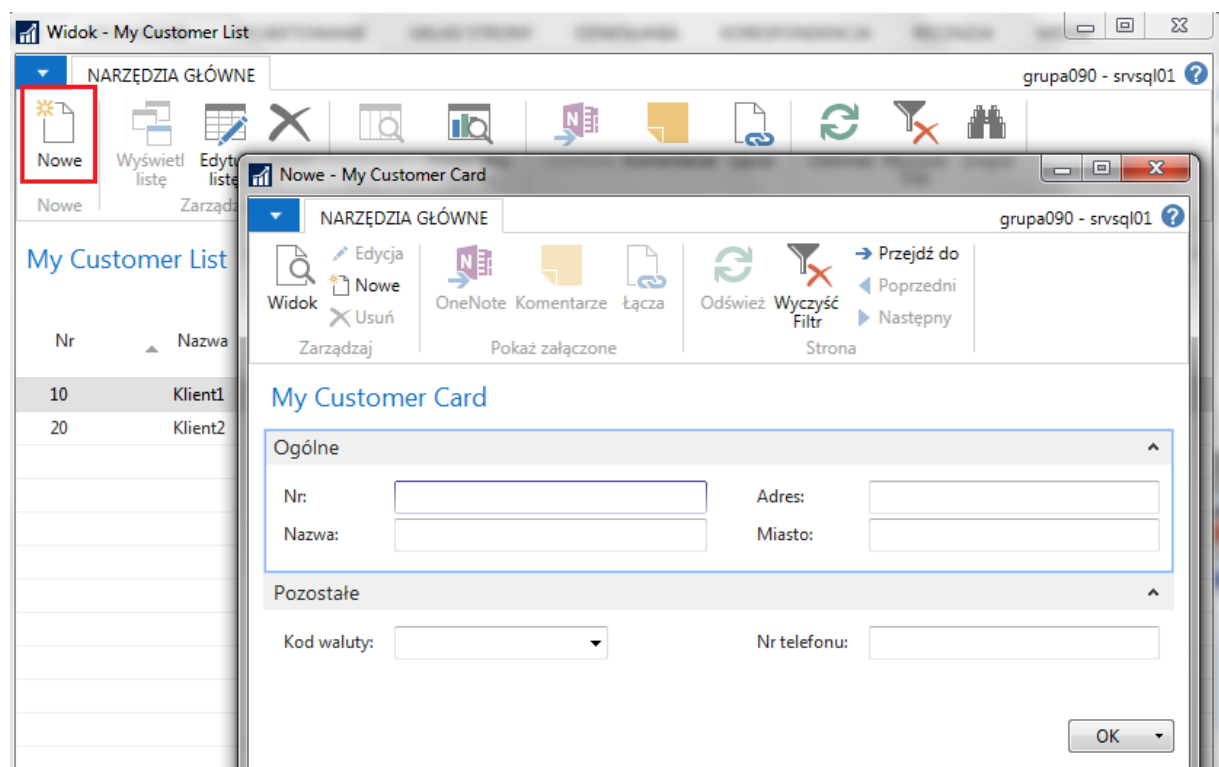 Widok - My Customer List
NARZĘDZIA GŁÓWNE
grupa090 - srvsql01
Nowe
Wyświetl listę
Nowe
My Customer List
Nr
Nazwa
10 Klient1
20 Klient2
Nowe - My Customer Card
NARZĘDZIA GŁÓWNE
grupa090 - srvsql01
Widok
Edycja
Nowe
Usuń
Zarządzaj
OneNote Komentarze Łącza
Pokaż załączone
Odśwież
Wyczyść
Filtr
Przejdź do
Poprzedni
Następny
Strona
My Customer Card
Ogólne
Nr:
Adres:
Nazwa:
Miasto:
Pozostałe
Kod waluty:
Nr telefonu:
OK